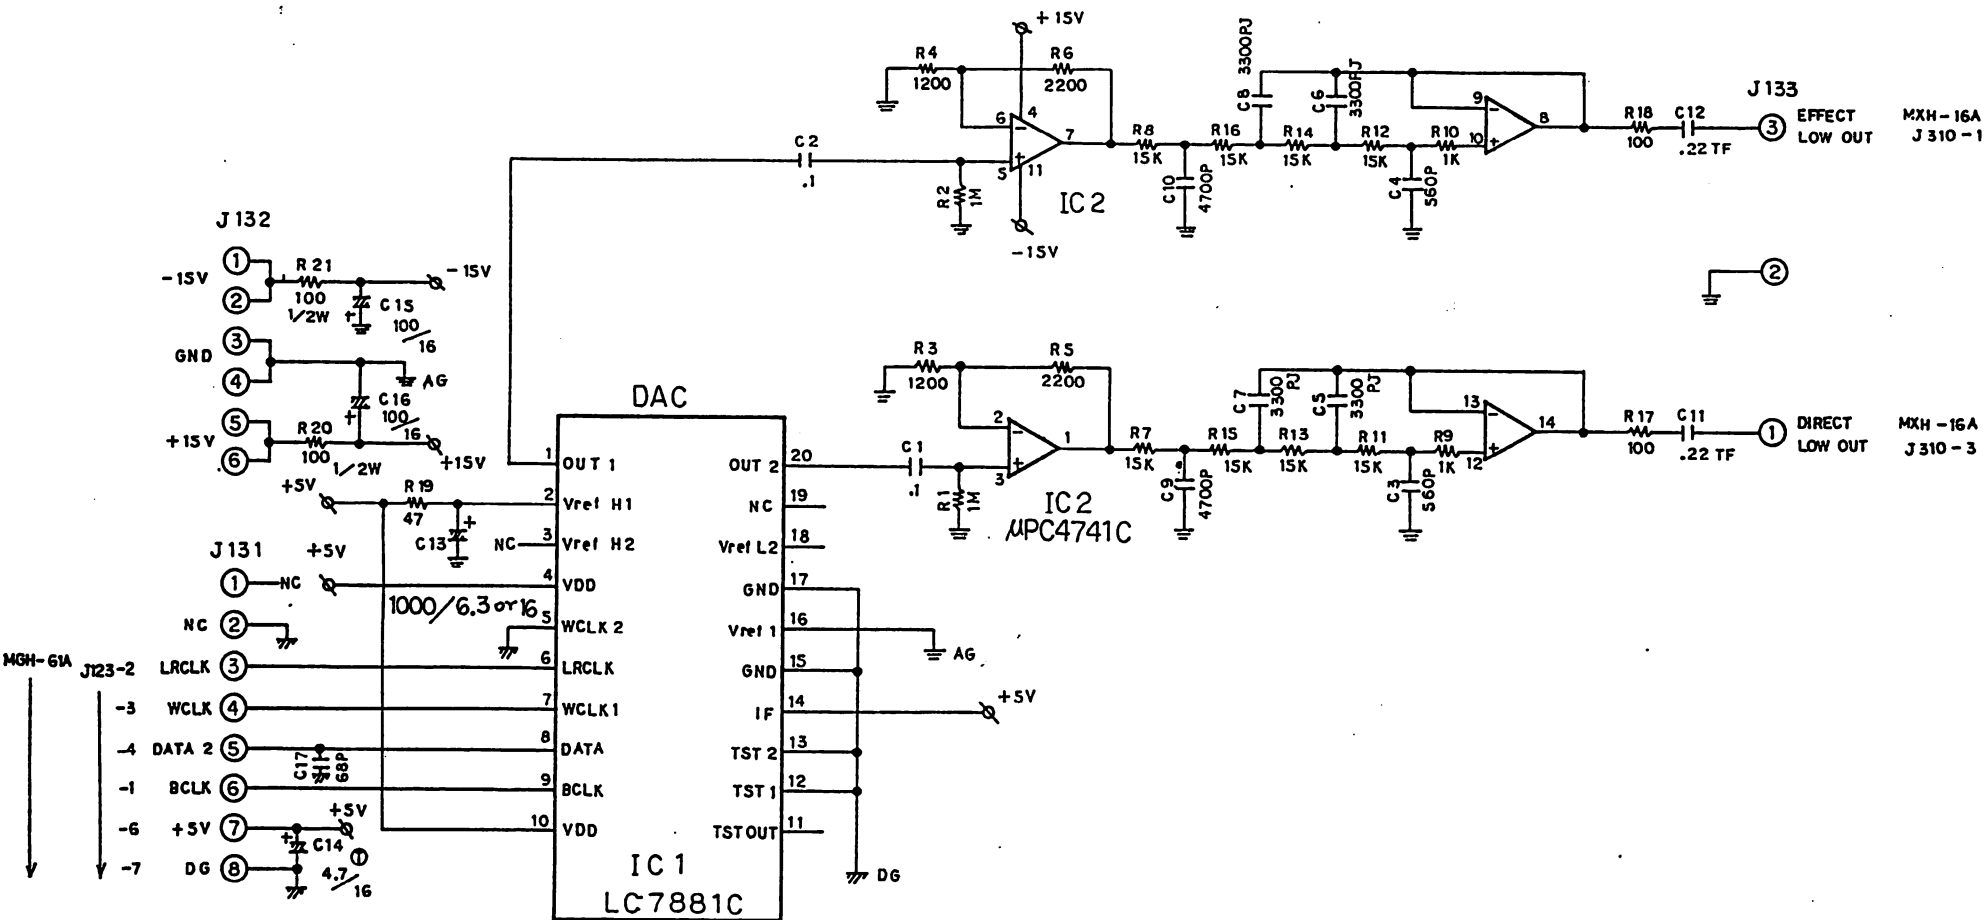 +15V
R4
1200
R6
2200
6
4
7
5
11
C2
.1
R2
1M
IC2
-15V
R8
15K
C10
4700P
R16
15K
C8
3300PJ
R14
15K
C6
3300PJ
R12
15K
C4
560P
R10
1K
9
10
8
R18
100
C12
.22 TF
J133
3
EFFECT
LOW OUT
MXH-16A
J310-1
2
J132
-15V
1
2
R21
100
1/2W
C15
100/16
-15V
GND
3
4
AG
C16
100/16
+15V
5
6
R20
100
1/2W
+15V
R3
1200
R5
2200
2
3
1
C1
.1
R1
1M
IC2
μPC4741C
R7
15K
C9
4700P
R15
15K
C7
3300
PJ
R13
15K
C5
3300
PJ
R11
15K
C3
560P
R9
1K
13
12
14
R17
100
C11
.22 TF
1
DIRECT
LOW OUT
MXH-16A
J310-3
DAC
1
OUT 1
2
Vref H1
3
Vref H2
4
VDD
5
WCLK 2
6
LRCLK
7
WCLK1
8
DATA
9
BCLK
10
VDD
OUT 2
20
NC
19
Vref L2
18
GND
17
Vref 1
16
GND
15
IF
14
TST 2
13
TST 1
12
TSTOUT
11
IC1
LC7881C
AG
+5V
DG
+5V
R19
47
C13
NC
1000/6.3 or 16
J131
+5V
1
NC
NC
2
MGH-61A
J123-2
LRCLK
3
-3
WCLK
4
-4
DATA 2
5
C17
68P
-1
BCLK
6
-6
+5V
7
+5V
C14
T
4.7/16
-7
DG
8